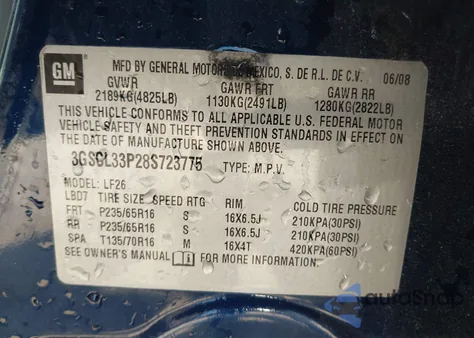 GM
MFD BY GENERAL MOTORS DE MEXICO, S. DE R.L. DE C.V. 06/08
GVWR GAWR FRT GAWR RR
2189KG(4825LB) 1130KG(2491LB) 1280KG(2822LB)
THIS VEHICLE CONFORMS TO ALL APPLICABLE U.S. FEDERAL MOTOR
VEHICLE SAFETY AND THEFT PREVENTION STANDARDS IN EFFECT ON
THE DATE OF MANUFACTURE SHOWN ABOVE.
3GSCL33P28S723775 TYPE: M.P.V.
MODEL: LF26
LBD7 TIRE SIZE SPEED RTG RIM COLD TIRE PRESSURE
FRT P235/65R16 S 16X6.5J 210KPA(30PSI)
RR P235/65R16 S 16X6.5J 210KPA(30PSI)
SPA T135/70R16 M 16X4T 420KPA(60PSI)
SEE OWNER'S MANUAL FOR MORE INFORMATION.
autoSnap